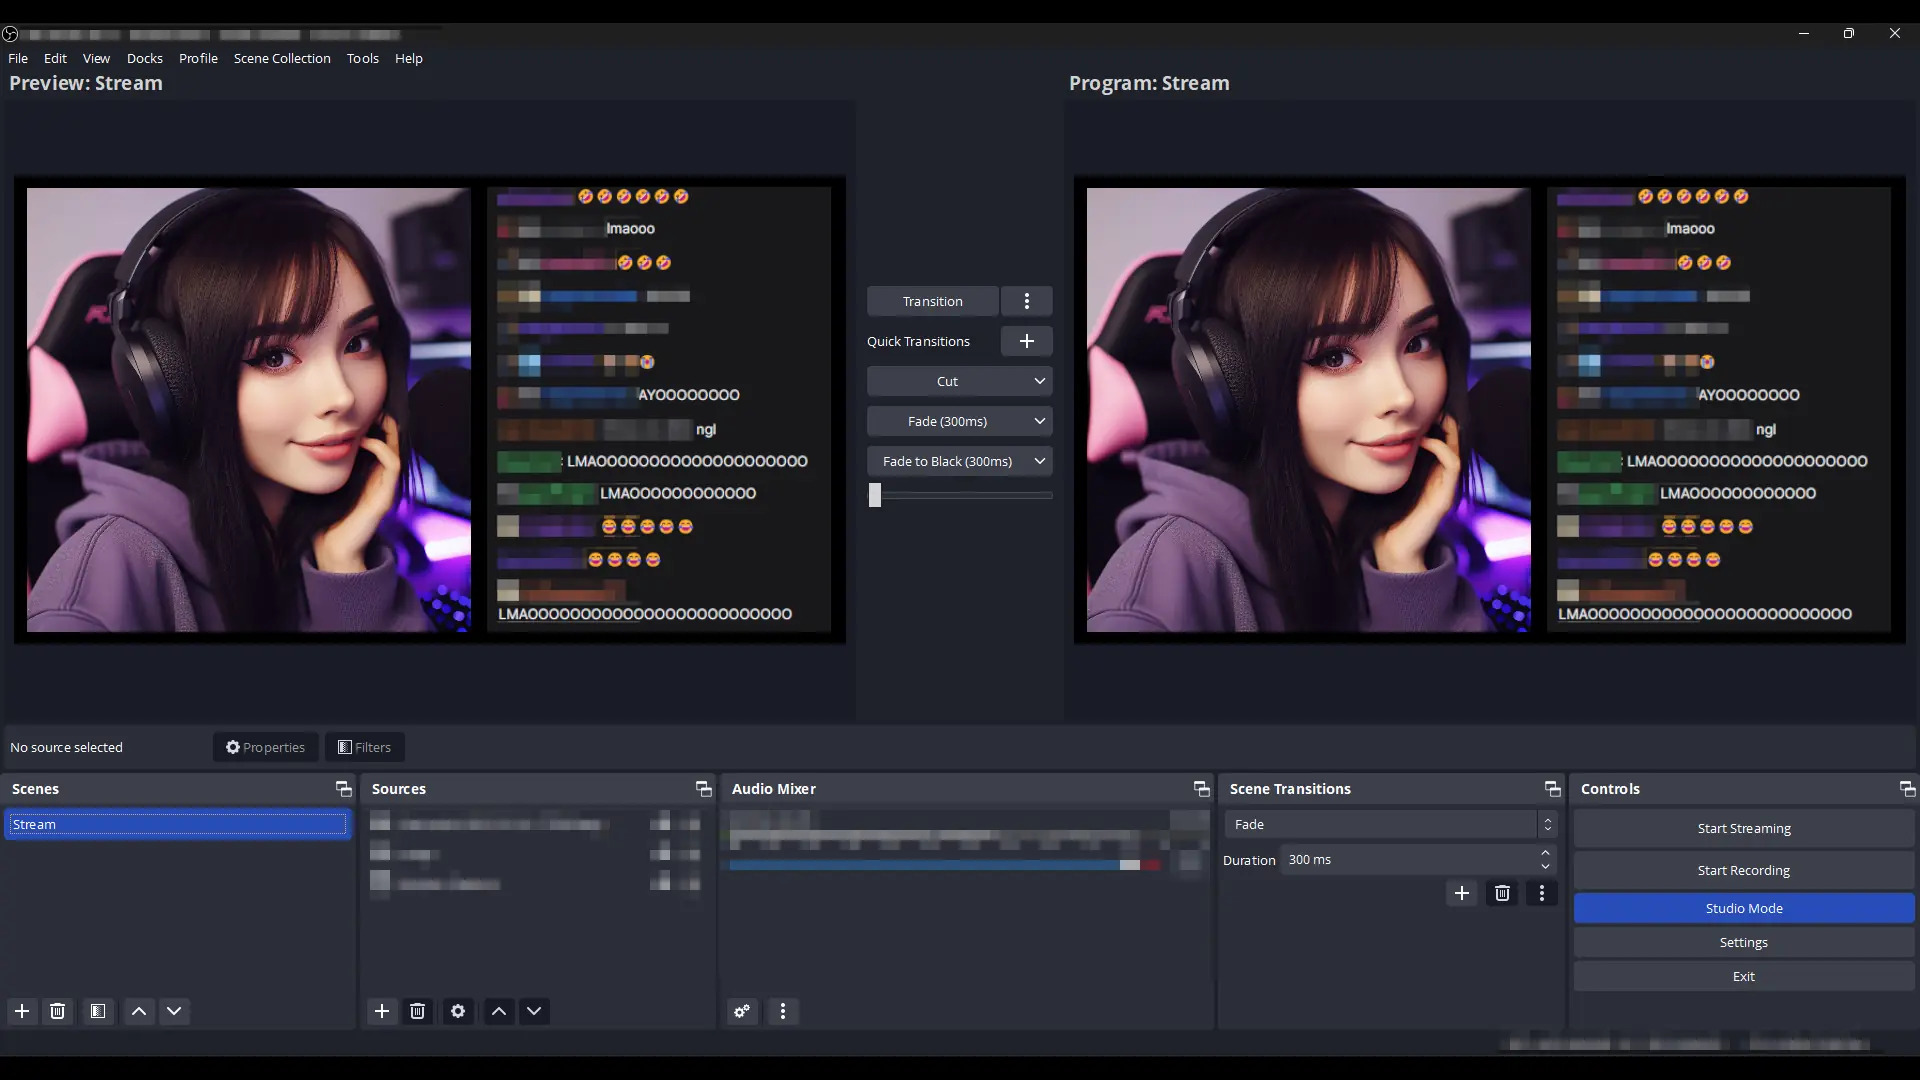 File Edit View Docks Profile Scene Collection Tools Help
Preview: Stream
Program: Stream
lmaooo
AYOOOOOOOO
ngl
: LMAOOOOOOOOOOOOOOOOOOOO
LMAOOOOOOOOOOOO
LMAOOOOOOOOOOOOOOOOOOOOOOOOO
Transition
Quick Transitions
Cut
Fade (300ms)
Fade to Black (300ms)
lmaooo
AYOOOOOOOO
ngl
: LMAOOOOOOOOOOOOOOOOOOOO
LMAOOOOOOOOOOOO
LMAOOOOOOOOOOOOOOOOOOOOOOOOO
No source selected
Properties
Filters
Scenes
Stream
Sources
Audio Mixer
Scene Transitions
Fade
Duration 300 ms
Controls
Start Streaming
Start Recording
Studio Mode
Settings
Exit